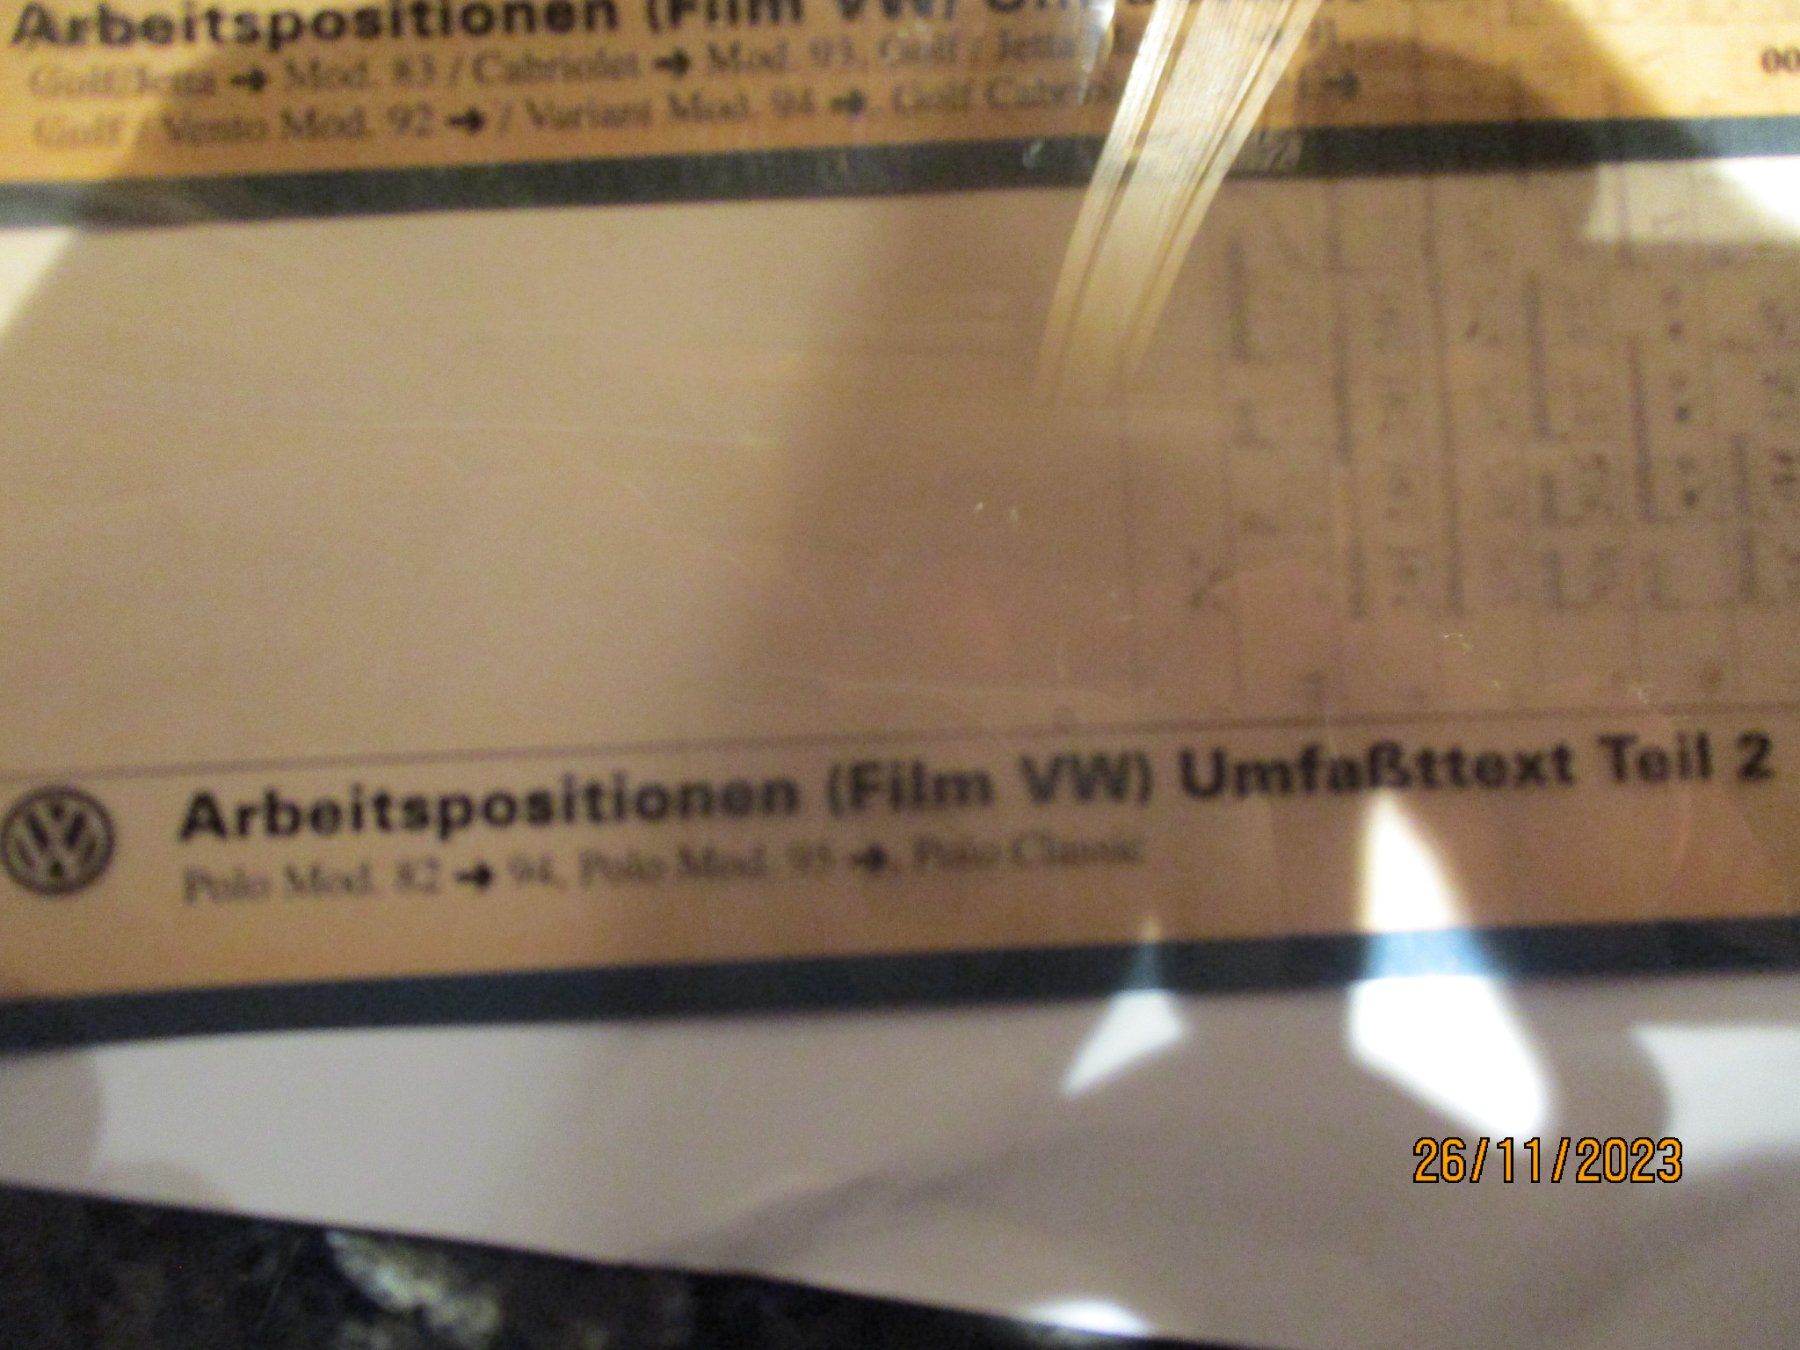 Arbeitspositionen (Film VW)
Golf/Jetta ➔ Mod. 83 / Cabriolet ➔ Mod. 93, Golf / Jetta
Golf / Vento Mod. 92 ➔ / Variant Mod. 94 ➔, Golf
00
Arbeitspositionen (Film VW) Umfaßttext Teil 2
Polo Mod. 82 ➔ 94, Polo Mod. 95 ➔, Polo Classic
26/11/2023